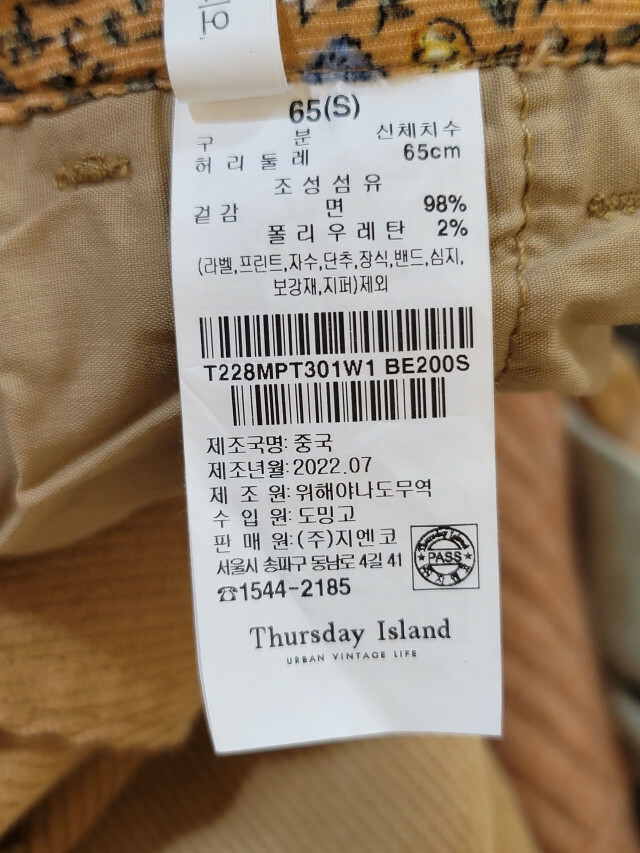 65(S)
구 분 신체치수
허리둘레 65cm
조성섬유
겉감 면 98%
폴리우레탄 2%
(라벨,프린트,자수,단추,장식,밴드,심지,
보강재,지퍼)제외
T228MPT301W1 BE200S
제조국명: 중국
제조년월: 2022.07
제 조 원: 위해야나도무역
수 입 원: 도밍고
판 매 원: (주)지엔코
서울시 송파구 동남로 4길 41
☎1544-2185
PASS
Thursday Island
URBAN VINTAGE LIFE